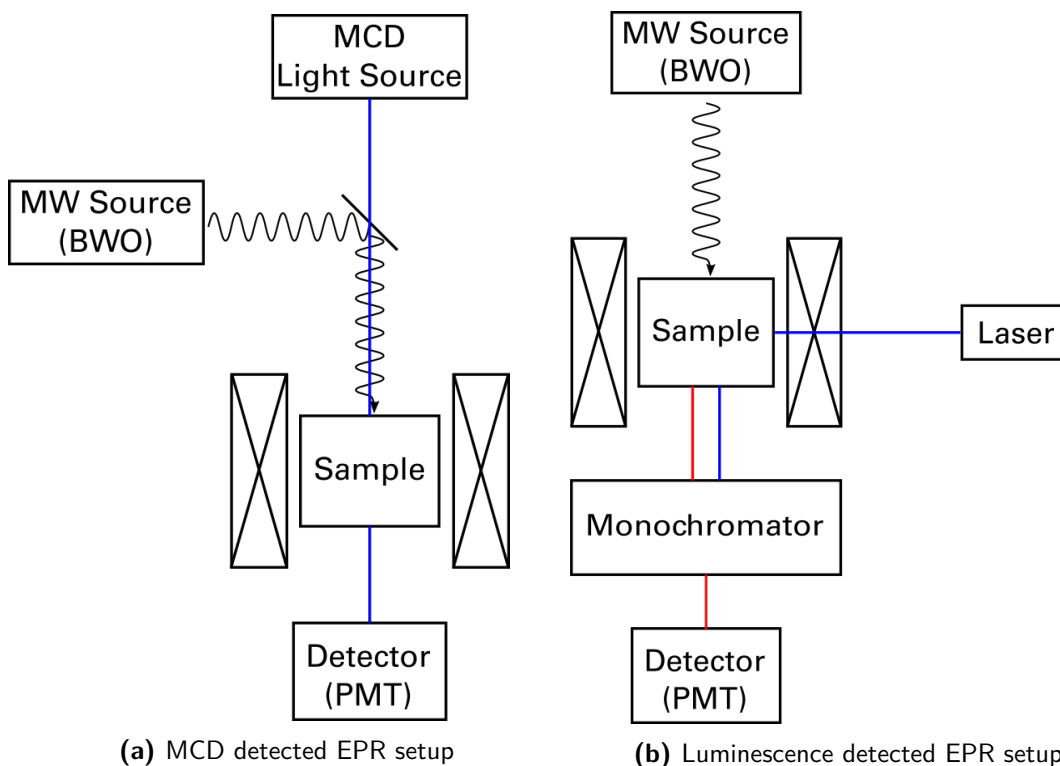 MCD
Light Source
MW Source
(BWO)
Sample
Detector
(PMT)
(a) MCD detected EPR setup
MW Source
(BWO)
Sample
Laser
Monochromator
Detector
(PMT)
(b) Luminescence detected EPR setup